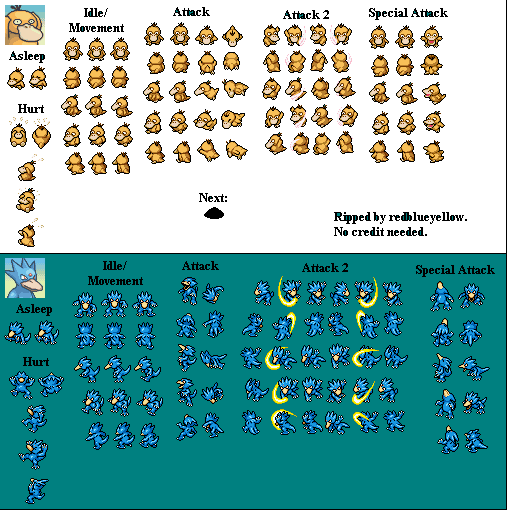 Idle/
Movement
Attack
Attack 2
Special Attack
Asleep
Hurt
Next:
Ripped by redblueyellow.
No credit needed.
Idle/
Movement
Attack
Attack 2
Special Attack
Asleep
Hurt